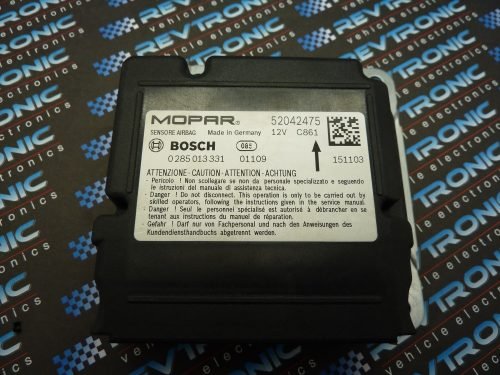 MOPAR® 52042475
SENSORE AIRBAG Made in Germany 12V C861
BOSCH 085
0 285 013 331 01109 151103
ATTENZIONE - CAUTION - ATTENTION - ACHTUNG
- Pericolo ! Non scollegare se non da personale specializzato e seguendo le
istruzioni del manuale di assistenza tecnica.
- Danger ! Do not disconnect. This operation is only to be carried out by
skilled operators, following the instructions given in the service manual.
- Danger ! Seul le personnel spécialisé est autorisé à débrancher en se
tenant aux instructions du manuel de réparation.
- Gefahr ! Darf nur von Fachpersonal und nach den Anweisungen des
Kundendiensthandbuchs abgetrennt werden.
REVTRONIC
vehicle electronics